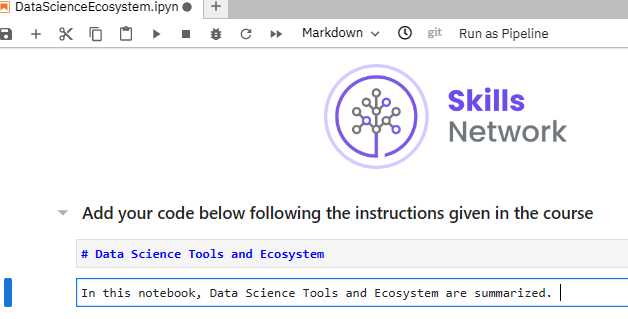 DataScienceEcosystem.ipyn
Markdown
git
Run as Pipeline
Skills
Network
Add your code below following the instructions given in the course
# Data Science Tools and Ecosystem
In this notebook, Data Science Tools and Ecosystem are summarized.